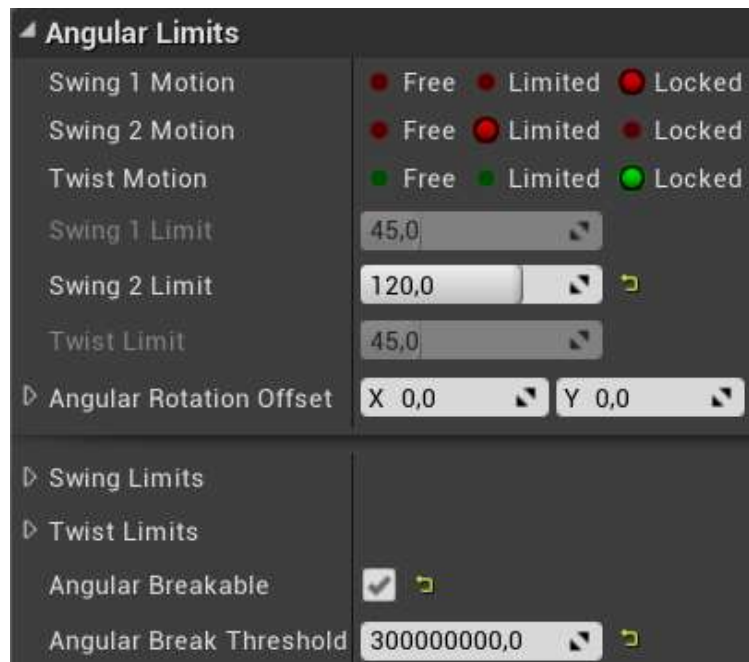 Angular Limits
Swing 1 Motion Free Limited Locked
Swing 2 Motion Free Limited Locked
Twist Motion Free Limited Locked
Swing 1 Limit 45,0
Swing 2 Limit 120,0
Twist Limit 45,0
Angular Rotation Offset X 0,0 Y 0,0
Swing Limits
Twist Limits
Angular Breakable
Angular Break Threshold 300000000,0